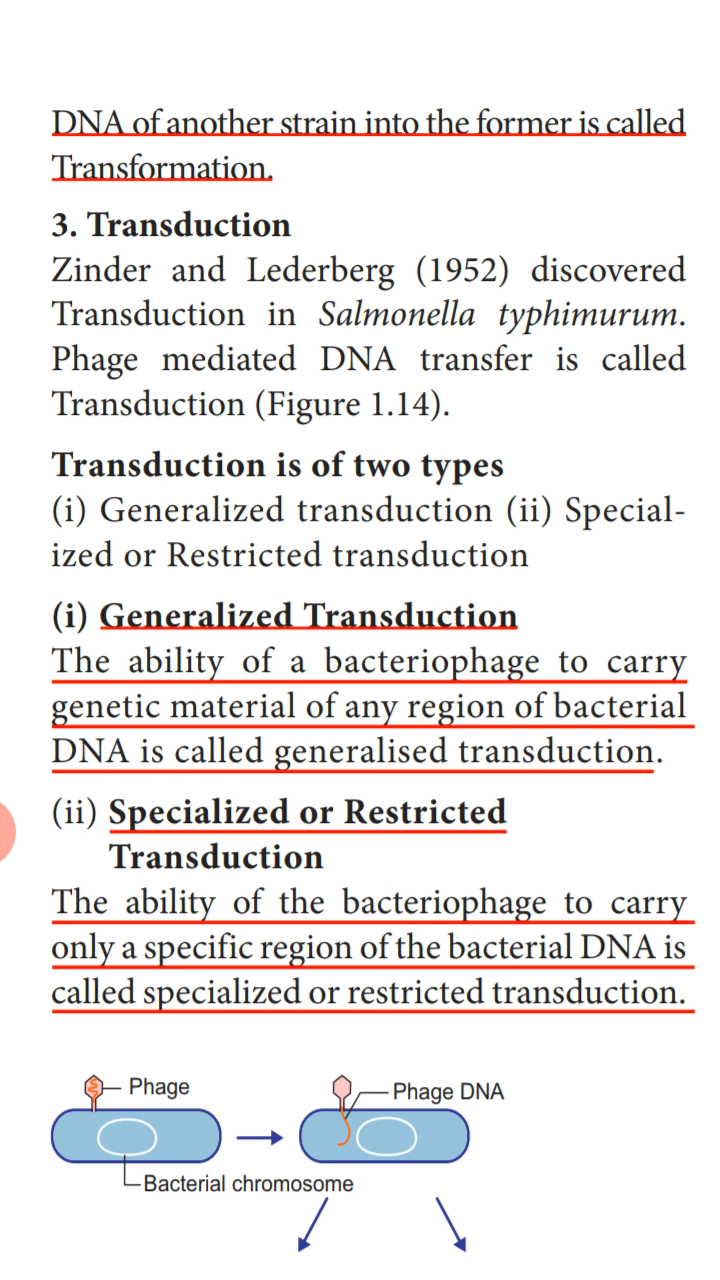 DNA of another strain into the former is called
Transformation.
3. Transduction
Zinder and Lederberg (1952) discovered
Transduction in Salmonella typhimurum.
Phage mediated DNA transfer is called
Transduction (Figure 1.14).
Transduction is of two types
(i) Generalized transduction (ii) Special-
ized or Restricted transduction
(i) Generalized Transduction
The ability of a bacteriophage to carry
genetic material of any region of bacterial
DNA is called generalised transduction.
(ii) Specialized or Restricted
Transduction
The ability of the bacteriophage to carry
only a specific region of the bacterial DNA is
called specialized or restricted transduction.
Phage
Phage DNA
Bacterial chromosome